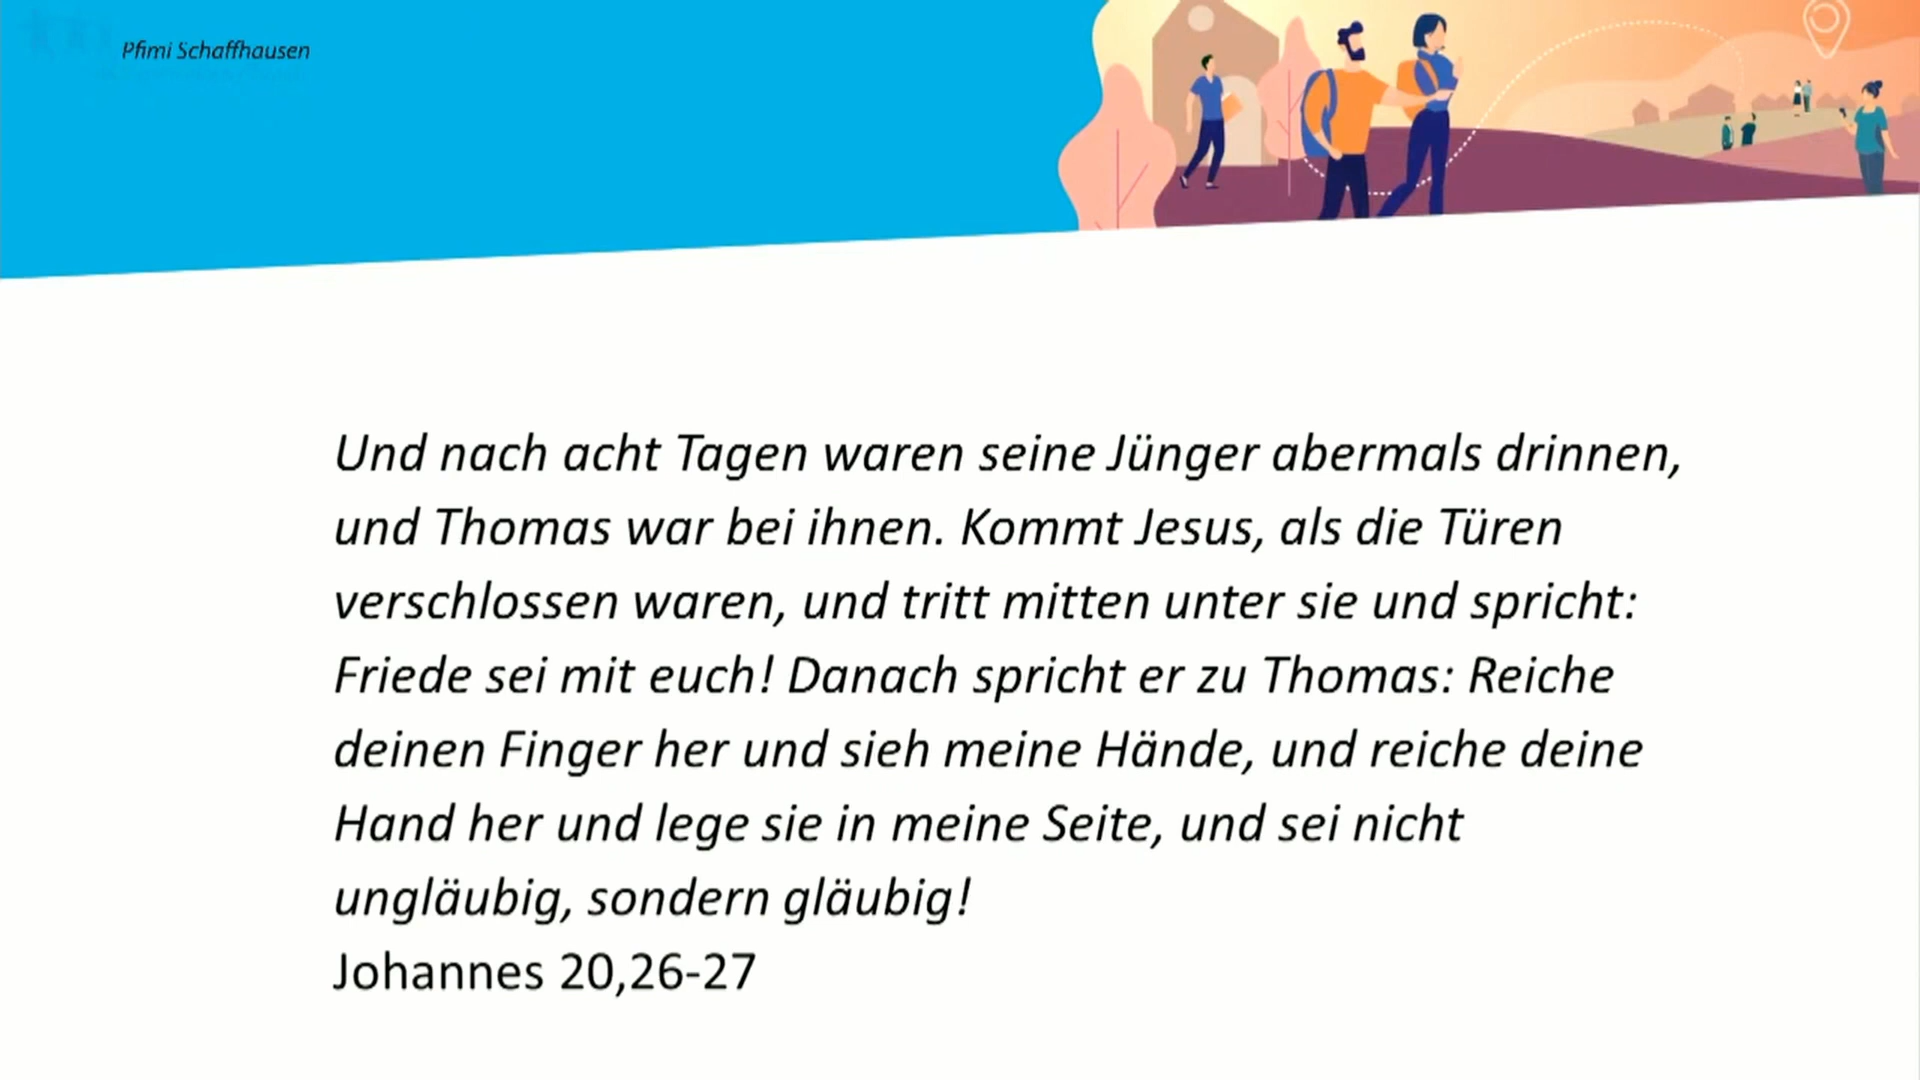 Pfimi Schaffhausen
Und nach acht Tagen waren seine Jünger abermals drinnen,
und Thomas war bei ihnen. Kommt Jesus, als die Türen
verschlossen waren, und tritt mitten unter sie und spricht:
Friede sei mit euch! Danach spricht er zu Thomas: Reiche
deinen Finger her und sieh meine Hände, und reiche deine
Hand her und lege sie in meine Seite, und sei nicht
ungläubig, sondern gläubig!
Johannes 20,26-27